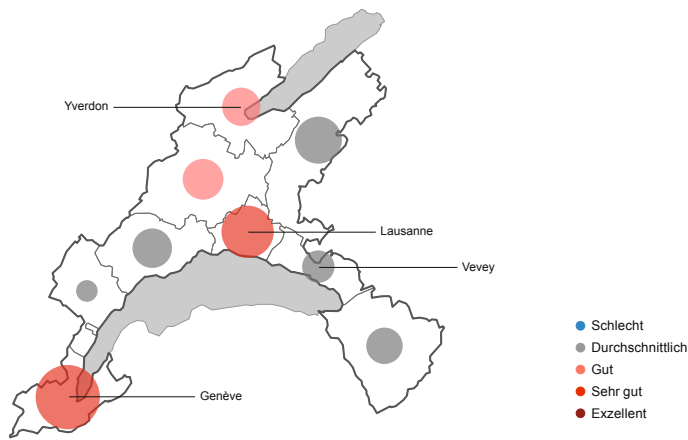 Yverdon
Lausanne
Vevey
Genève
Schlecht
Durchschnittlich
Gut
Sehr gut
Exzellent